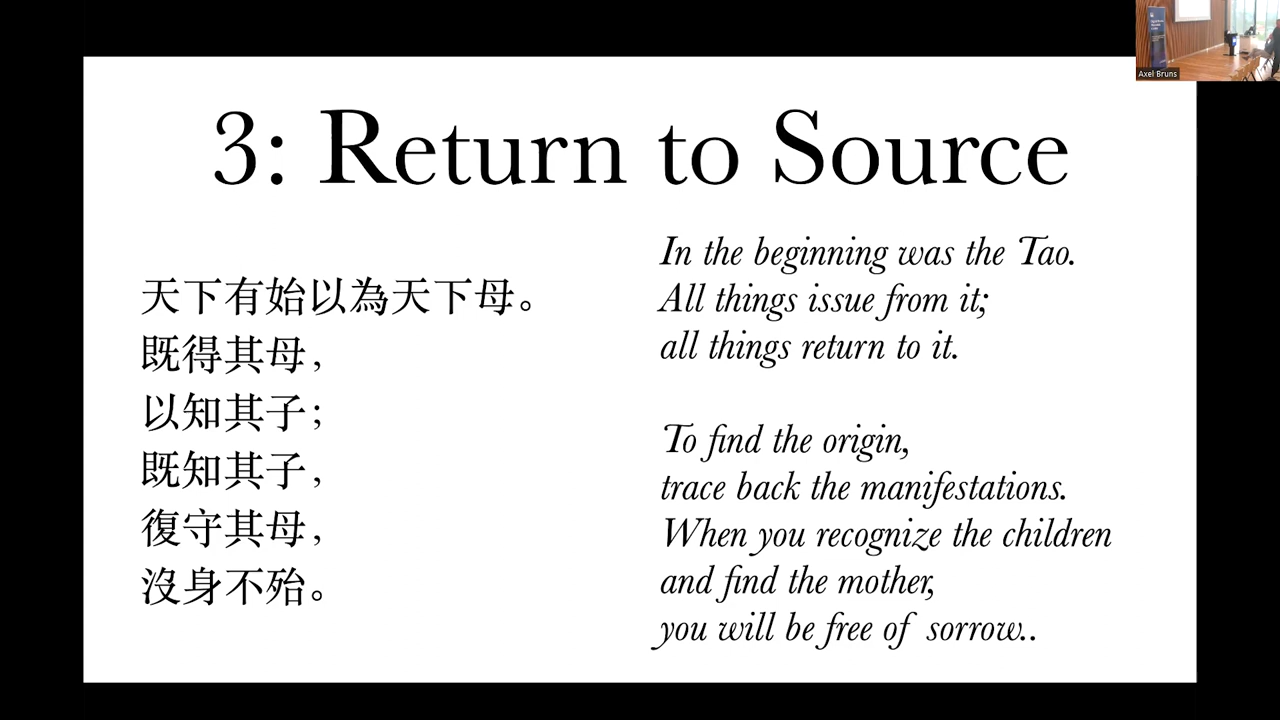 3: Return to Source
天下有始以為天下母。
既得其母,
以知其子;
既知其子,
復守其母,
沒身不殆。
In the beginning was the Tao.
All things issue from it;
all things return to it.
To find the origin,
trace back the manifestations.
When you recognize the children
and find the mother,
you will be free of sorrow..
Axel Bruns